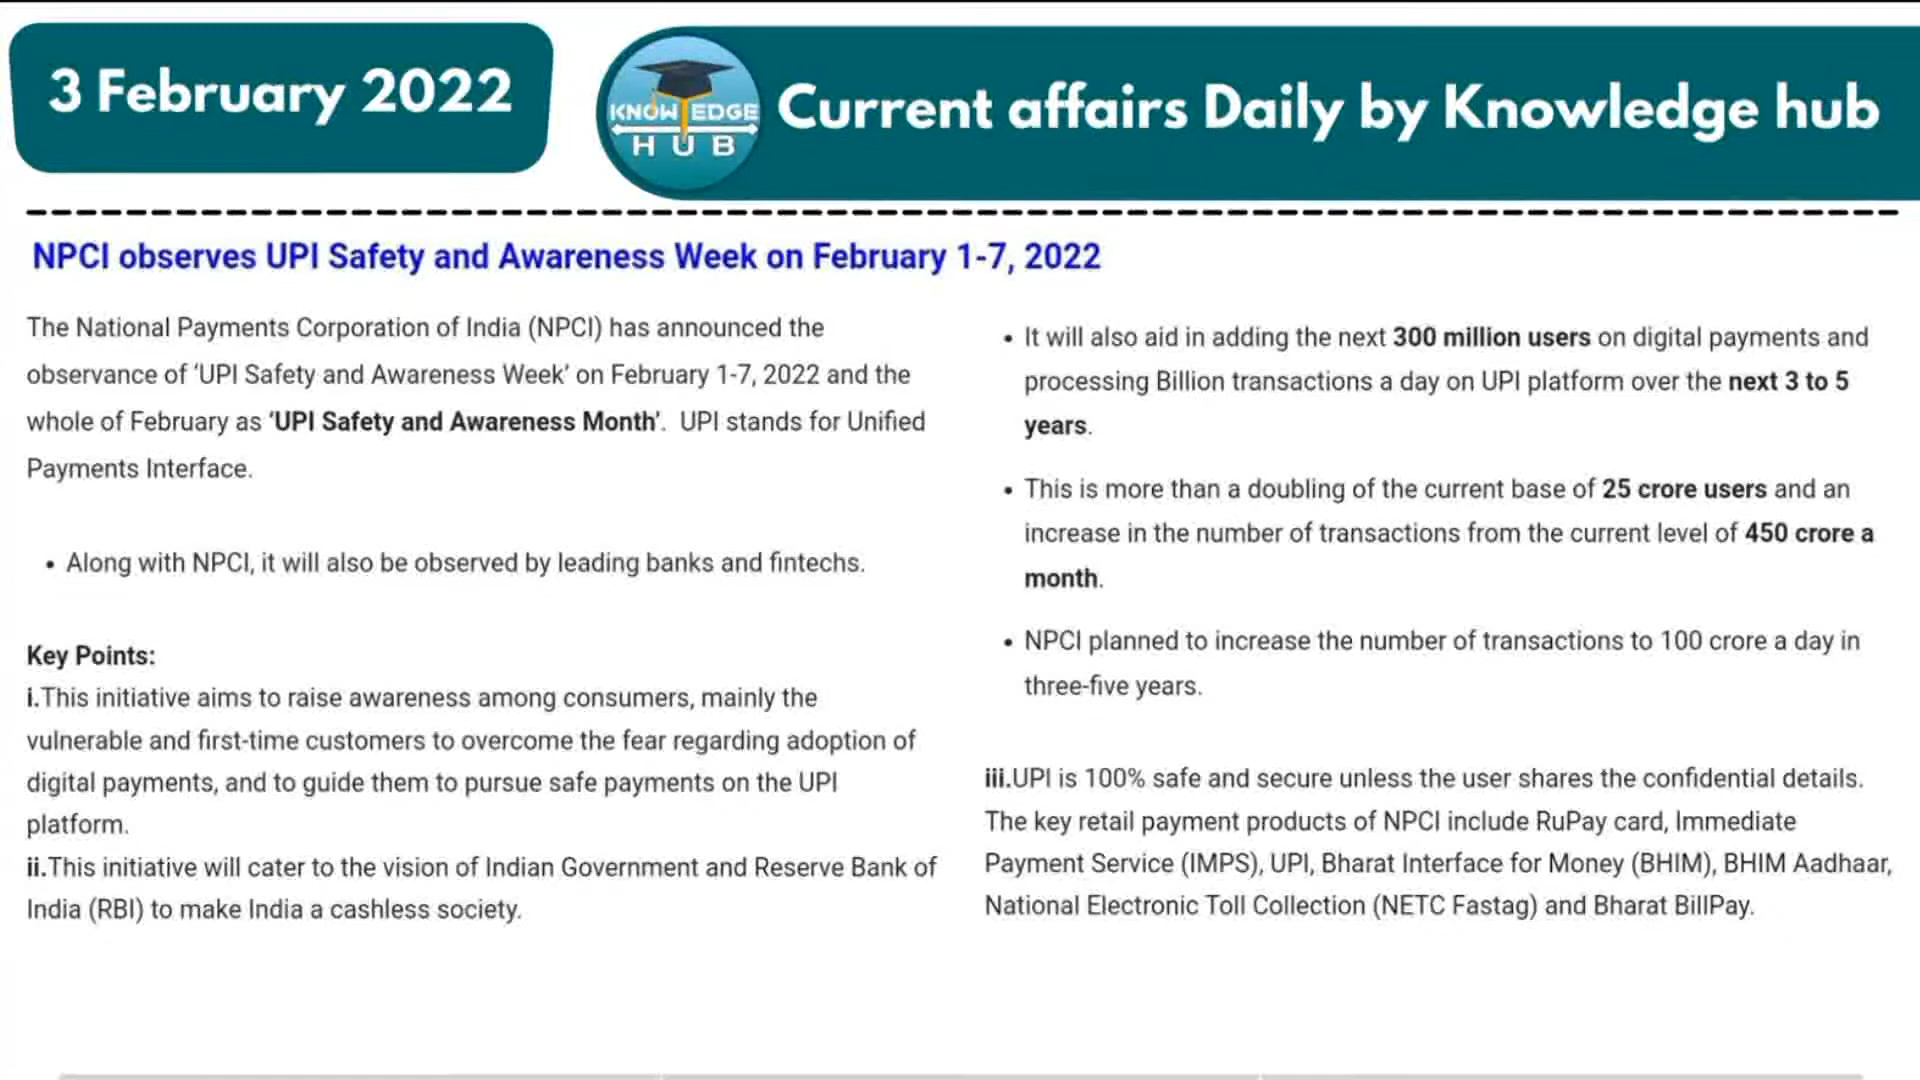 3 February 2022
KNOWLEDGE
HUB
Current affairs Daily by Knowledge hub
NPCI observes UPI Safety and Awareness Week on February 1-7, 2022
The National Payments Corporation of India (NPCI) has announced the
observance of ‘UPI Safety and Awareness Week’ on February 1-7, 2022 and the
whole of February as ‘UPI Safety and Awareness Month’. UPI stands for Unified
Payments Interface.
• Along with NPCI, it will also be observed by leading banks and fintechs.
Key Points:
i.This initiative aims to raise awareness among consumers, mainly the
vulnerable and first-time customers to overcome the fear regarding adoption of
digital payments, and to guide them to pursue safe payments on the UPI
platform.
ii.This initiative will cater to the vision of Indian Government and Reserve Bank of
India (RBI) to make India a cashless society.
• It will also aid in adding the next 300 million users on digital payments and
processing Billion transactions a day on UPI platform over the next 3 to 5
years.
• This is more than a doubling of the current base of 25 crore users and an
increase in the number of transactions from the current level of 450 crore a
month.
• NPCI planned to increase the number of transactions to 100 crore a day in
three-five years.
iii.UPI is 100% safe and secure unless the user shares the confidential details.
The key retail payment products of NPCI include RuPay card, Immediate
Payment Service (IMPS), UPI, Bharat Interface for Money (BHIM), BHIM Aadhaar,
National Electronic Toll Collection (NETC Fastag) and Bharat BillPay.